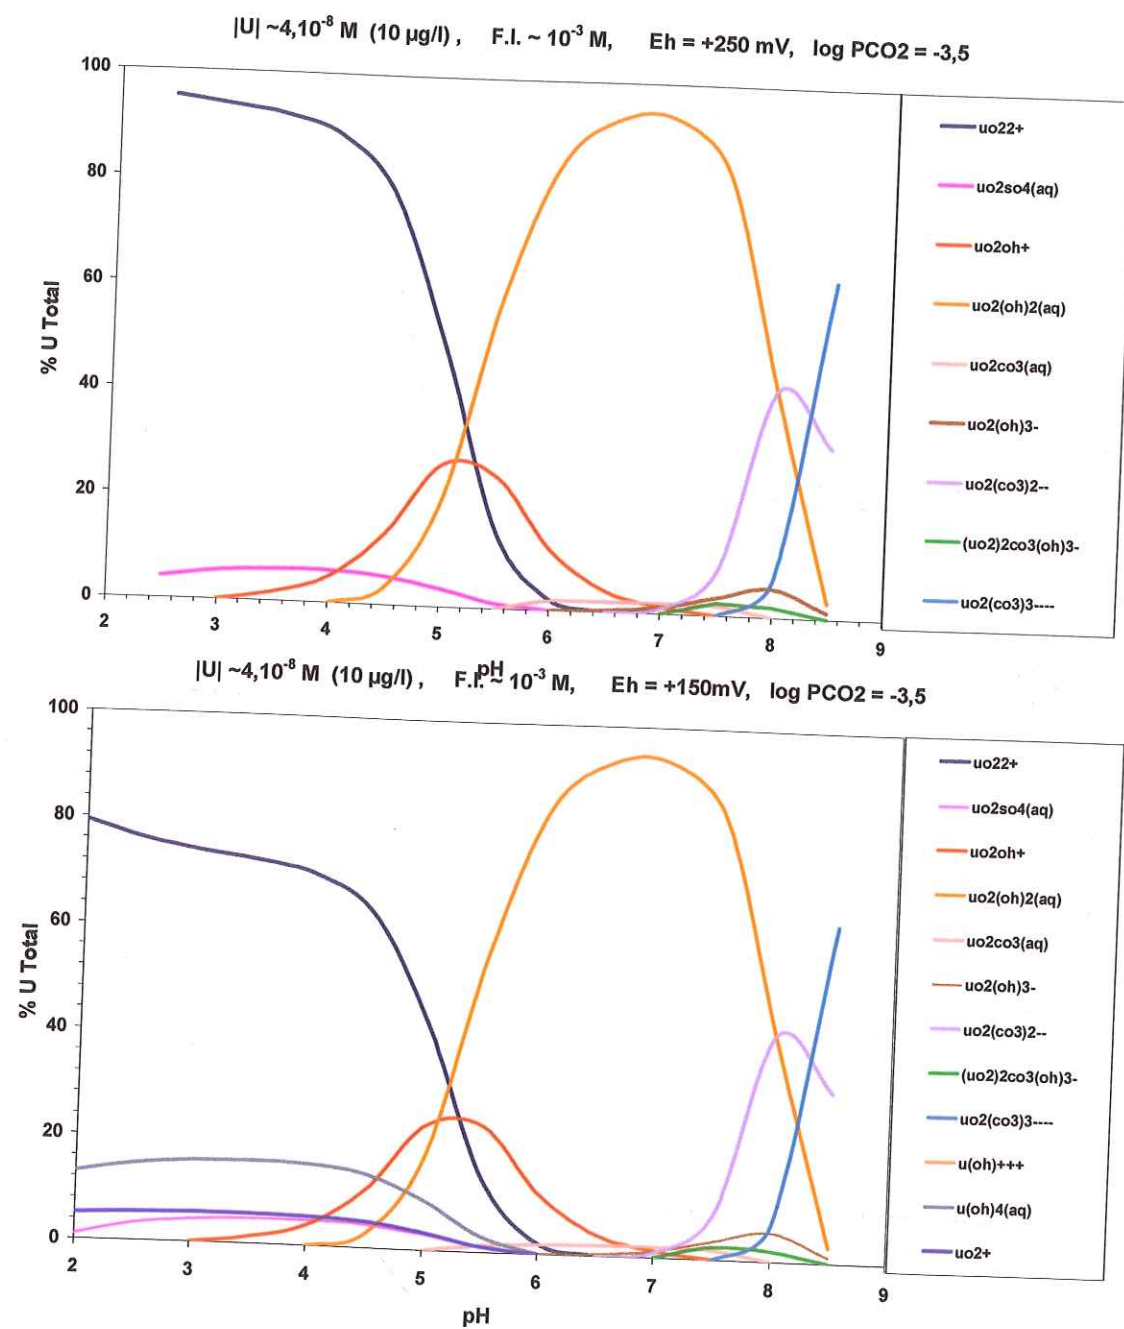 |U| ~4,10-8 M (10 µg/l) , F.I. ~ 10-3 M, Eh = +250 mV, log PCO2 = -3,5
100
80
60
40
20
0
% U Total
2 3 4 5 6 7 8 9
pH
uo22+
uo2so4(aq)
uo2oh+
uo2(oh)2(aq)
uo2co3(aq)
uo2(oh)3-
uo2(co3)2--
(uo2)2co3(oh)3-
uo2(co3)3----
|U| ~4,10-8 M (10 µg/l) , F.I. ~ 10-3 M, Eh = +150mV, log PCO2 = -3,5
100
80
60
40
20
0
% U Total
2 3 4 5 6 7 8 9
pH
uo22+
uo2so4(aq)
uo2oh+
uo2(oh)2(aq)
uo2co3(aq)
uo2(oh)3-
uo2(co3)2--
(uo2)2co3(oh)3-
uo2(co3)3----
u(oh)+++
u(oh)4(aq)
uo2+